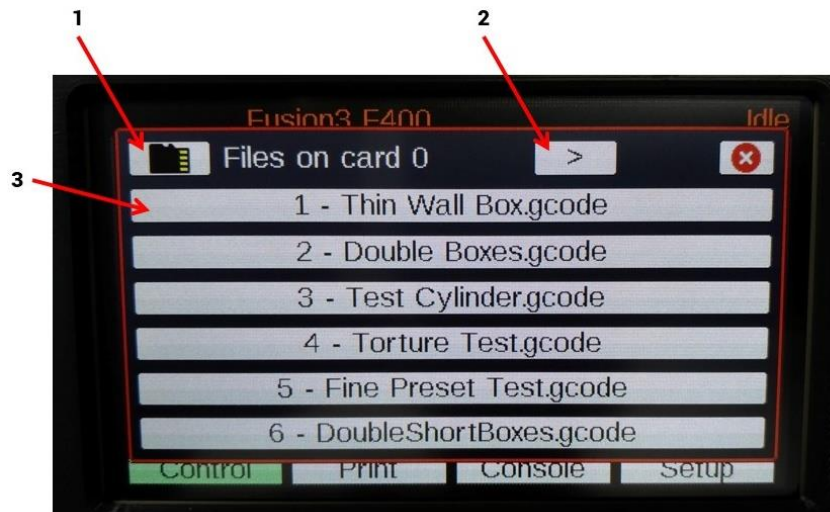 1
2
Fusion3 F400
Idle
Files on card 0
>
3
1 - Thin Wall Box.gcode
2 - Double Boxes.gcode
3 - Test Cylinder.gcode
4 - Torture Test.gcode
5 - Fine Preset Test.gcode
6 - DoubleShortBoxes.gcode
Control
Print
Console
Setup